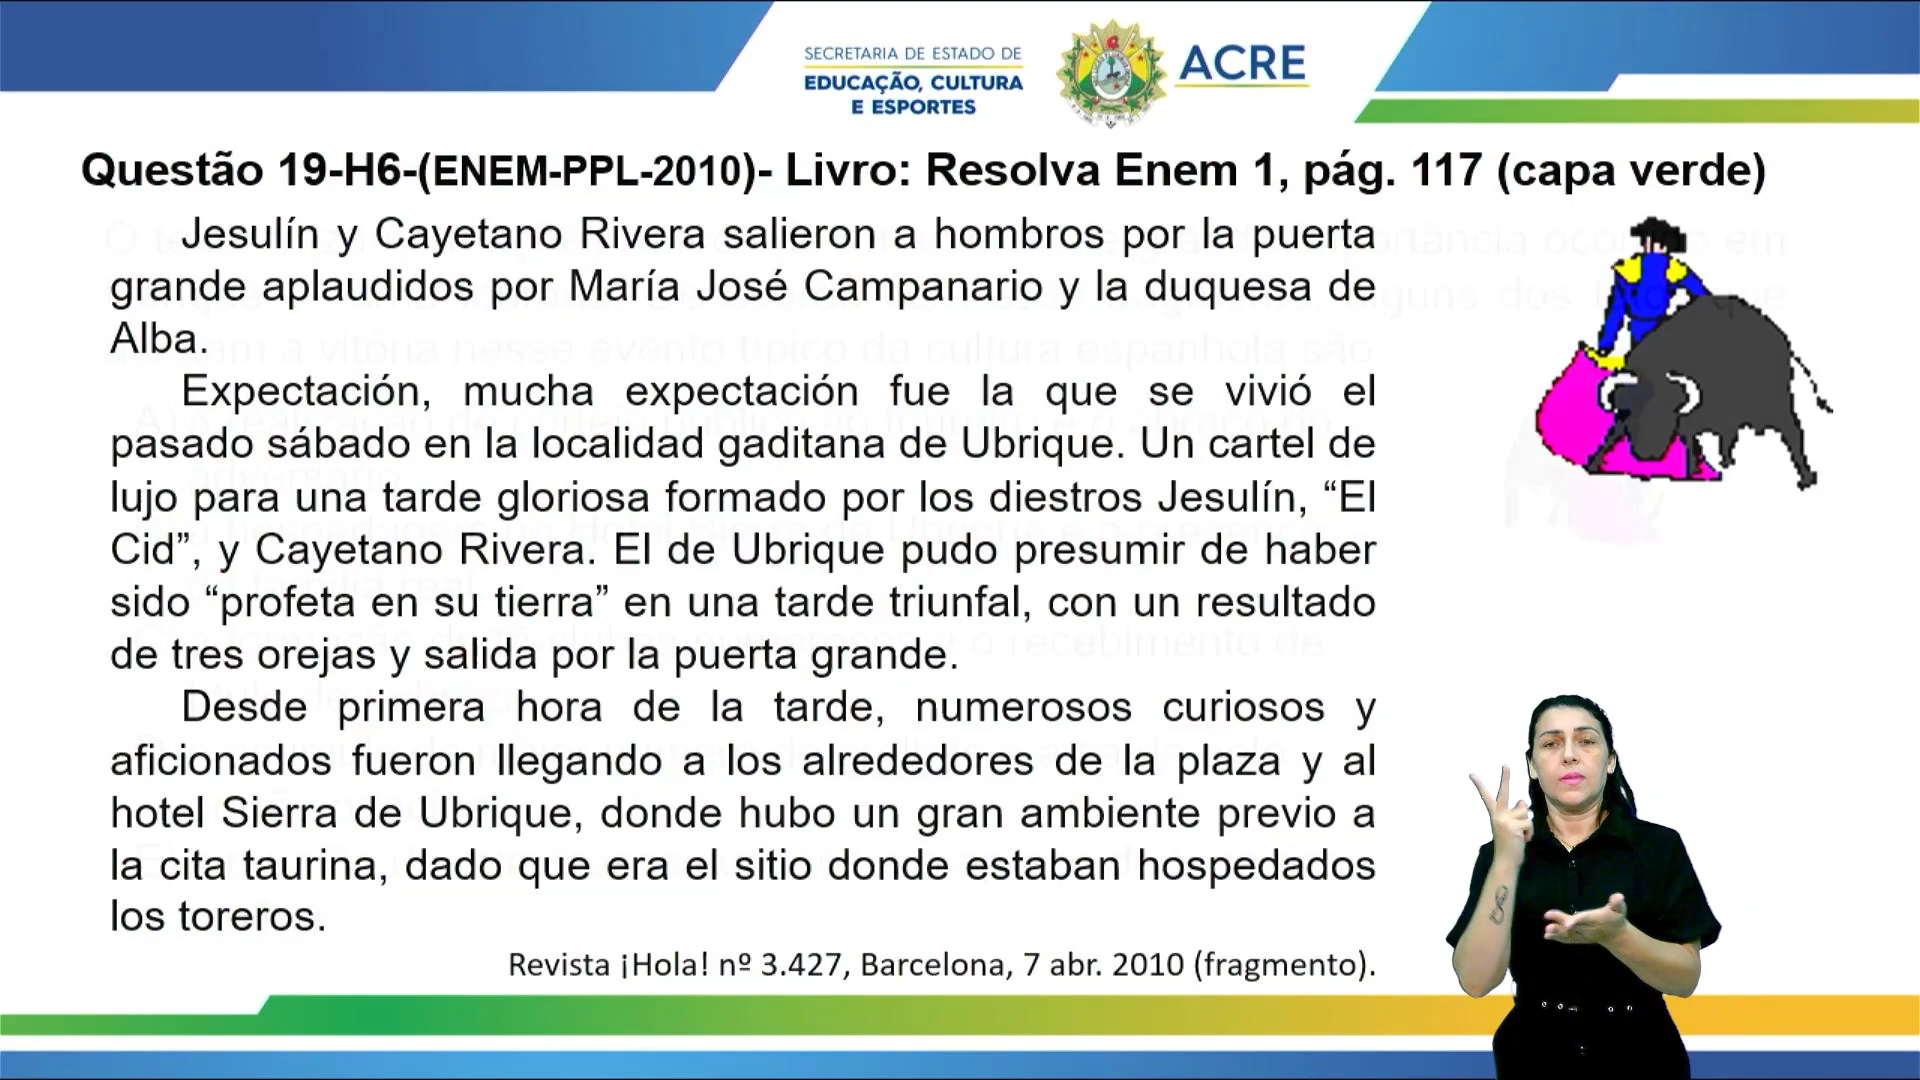 SECRETARIA DE ESTADO DE
EDUCAÇÃO, CULTURA
E ESPORTES
ACRE
Questão 19-H6-(ENEM-PPL-2010)- Livro: Resolva Enem 1, pág. 117 (capa verde)
Jesulín y Cayetano Rivera salieron a hombros por la puerta
grande aplaudidos por María José Campanario y la duquesa de
Alba.
Expectación, mucha expectación fue la que se vivió el
pasado sábado en la localidad gaditana de Ubrique. Un cartel de
lujo para una tarde gloriosa formado por los diestros Jesulín, “El
Cid”, y Cayetano Rivera. El de Ubrique pudo presumir de haber
sido “profeta en su tierra” en una tarde triunfal, con un resultado
de tres orejas y salida por la puerta grande.
Desde primera hora de la tarde, numerosos curiosos y
aficionados fueron llegando a los alrededores de la plaza y al
hotel Sierra de Ubrique, donde hubo un gran ambiente previo a
la cita taurina, dado que era el sitio donde estaban hospedados
los toreros.
Revista ¡Hola! nº 3.427, Barcelona, 7 abr. 2010 (fragmento).